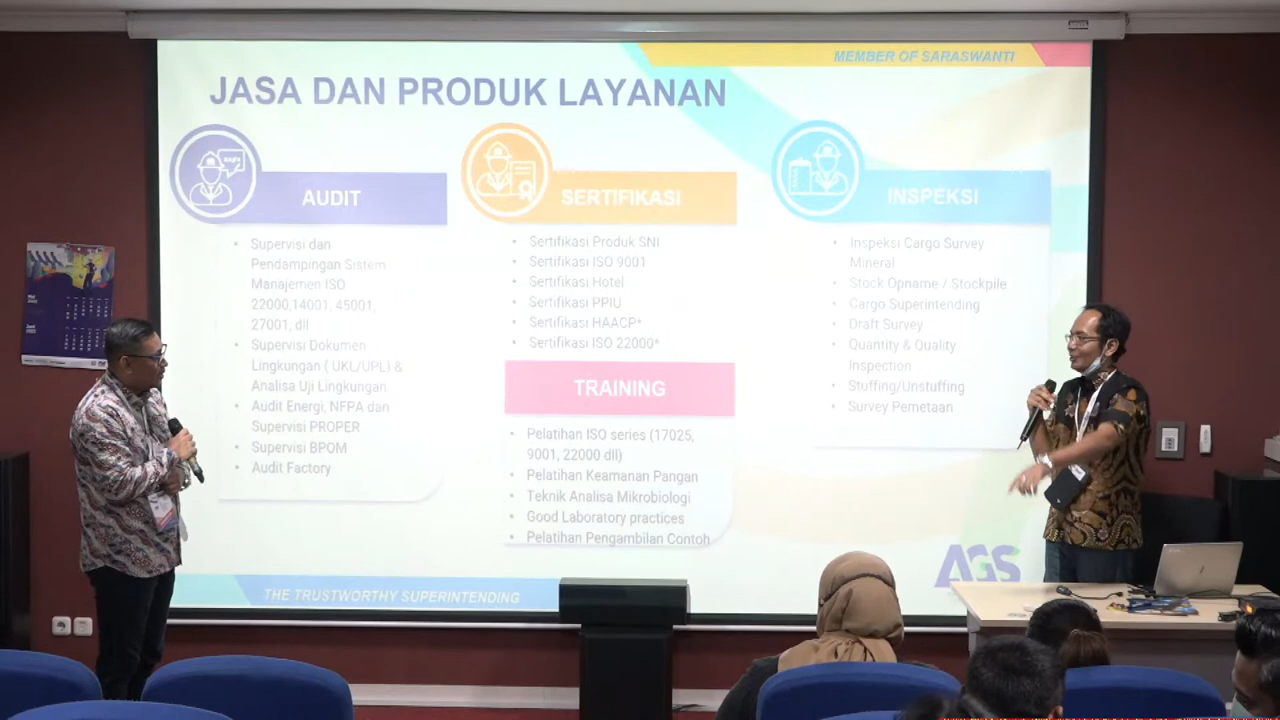 MEMBER OF SARASWANTI
JASA DAN PRODUK LAYANAN
AUDIT
• Supervisi dan
Pendampingan Sistem
Manajemen ISO
22000,14001, 45001,
27001, dll
• Supervisi Dokumen
Lingkungan ( UKL/UPL) &
Analisa Uji Lingkungan
• Audit Energi, NFPA dan
Supervisi PROPER
• Supervisi BPOM
• Audit Factory
SERTIFIKASI
• Sertifikasi Produk SNI
• Sertifikasi ISO 9001
• Sertifikasi Hotel
• Sertifikasi PPIU
• Sertifikasi HAACP*
• Sertifikasi ISO 22000*
TRAINING
• Pelatihan ISO series (17025,
9001, 22000 dll)
• Pelatihan Keamanan Pangan
• Teknik Analisa Mikrobiologi
• Good Laboratory practices
• Pelatihan Pengambilan Contoh
INSPEKSI
• Inspeksi Cargo Survey
Mineral
• Stock Opname / Stockpile
• Cargo Superintending
• Draft Survey
• Quantity & Quality
Inspection
• Stuffing/Unstuffing
• Survey Pemetaan
AGS
THE TRUSTWORTHY SUPERINTENDING